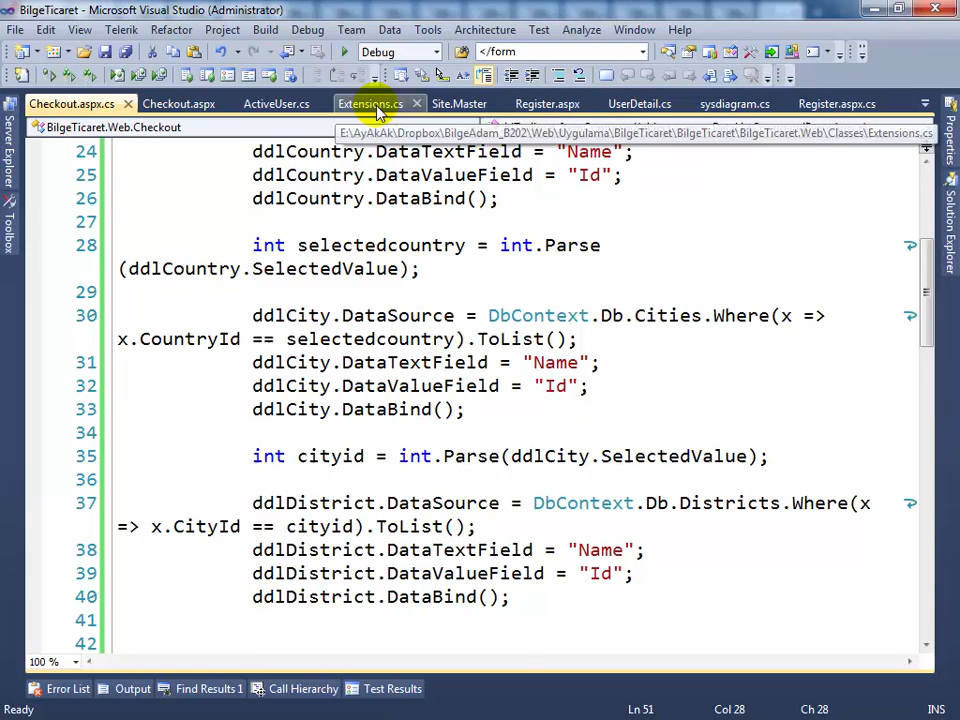 BilgeTicaret - Microsoft Visual Studio (Administrator)
File Edit View Telerik Refactor Project Build Debug Team Data Tools Architecture Test Analyze Window Help
Debug </form
Checkout.aspx.cs Checkout.aspx ActiveUser.cs Extensions.cs Site.Master Register.aspx UserDetail.cs sysdiagram.cs Register.aspx.cs
BilgeTicaret.Web.Checkout
E:\AyAkAk\Dropbox\BilgeAdam_B202\Web\Uygulama\BilgeTicaret\BilgeTicaret\BilgeTicaret.Web\Classes\Extensions.cs
24 ddlCountry.DataTextField = "Name";
25 ddlCountry.DataValueField = "Id";
26 ddlCountry.DataBind();
27
28 int selectedcountry = int.Parse
(ddlCountry.SelectedValue);
29
30 ddlCity.DataSource = DbContext.Db.Cities.Where(x =>
x.CountryId == selectedcountry).ToList();
31 ddlCity.DataTextField = "Name";
32 ddlCity.DataValueField = "Id";
33 ddlCity.DataBind();
34
35 int cityid = int.Parse(ddlCity.SelectedValue);
36
37 ddlDistrict.DataSource = DbContext.Db.Districts.Where(x
=> x.CityId == cityid).ToList();
38 ddlDistrict.DataTextField = "Name";
39 ddlDistrict.DataValueField = "Id";
40 ddlDistrict.DataBind();
41
42
100 %
Error List Output Find Results 1 Call Hierarchy Test Results
Ready Ln 51 Col 28 Ch 28 INS
Server Explorer
Toolbox
Properties
Solution Explorer